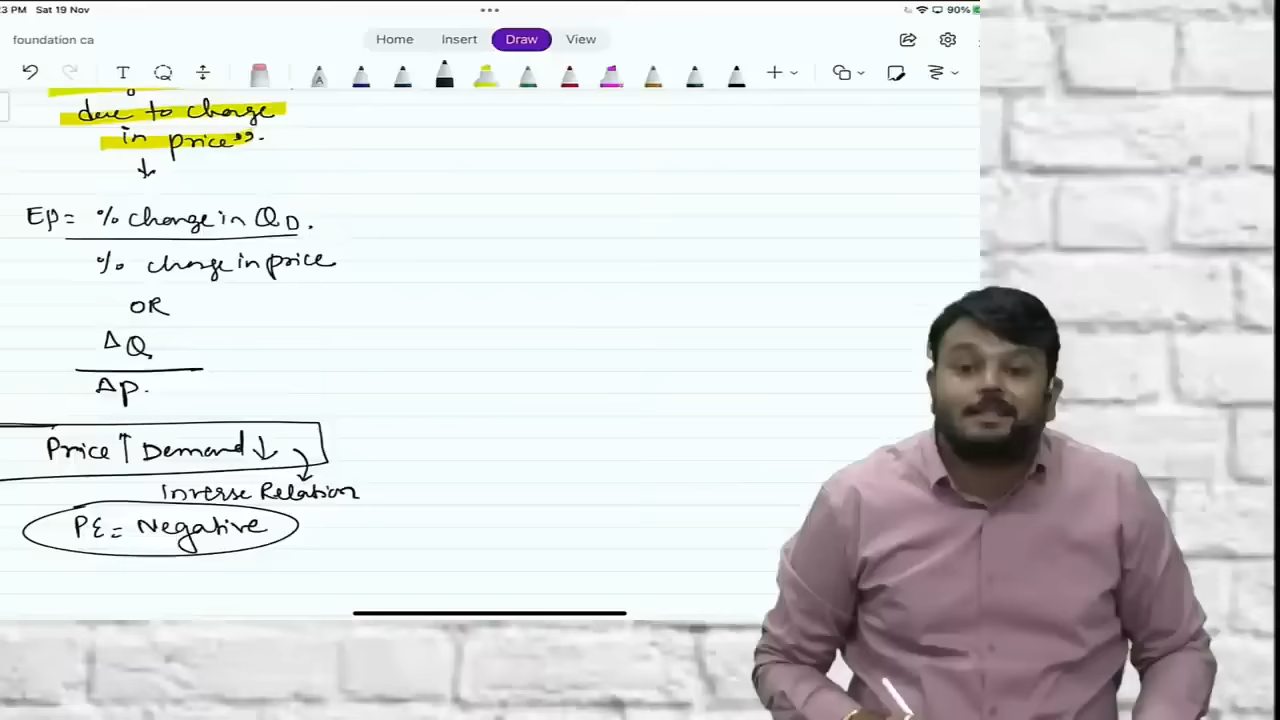 3 PM Sat 19 Nov
90%
foundation ca
Home Insert Draw View
due to change
in price".
Ep = % change in QD.
% change in price
OR
ΔQ
ΔP.
Price ↑ Demand ↓
Inverse Relation
PE = Negative